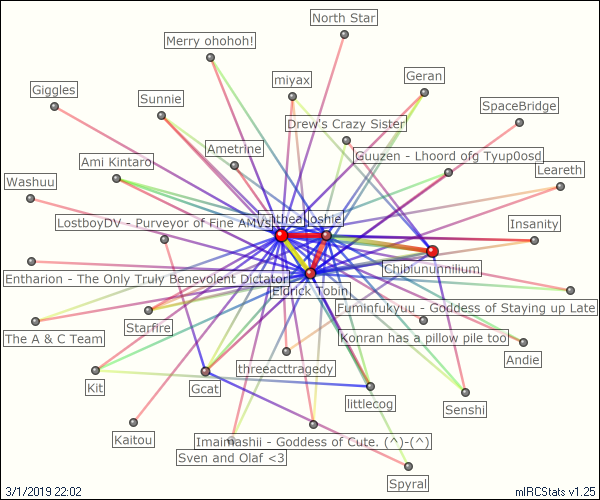 North Star
Merry ohohoh!
miyax
Geran
Giggles
Sunnie
SpaceBridge
Drew's Crazy Sister
Ametrine
Guuzen - Lhoord ofg Tyup0osd
Ami Kintaro
Leareth
Washuu
LostboyDV - Purveyor of Fine AMVs
Insanity
Chibiununnilium
Entharion - The Only Truly Benevolent Dictator
Eldrick Tobin
Fuminfukyuu - Goddess of Staying up Late
Starfire
The A & C Team
Konran has a pillow pile too
Andie
threeacttragedy
Kit
Gcat
littlecog
Senshi
Kaitou
Imaimashii - Goddess of Cute. (^)-(^)
Sven and Olaf <3
Spyral
3/1/2019 22:02
mIRCStats v1.25